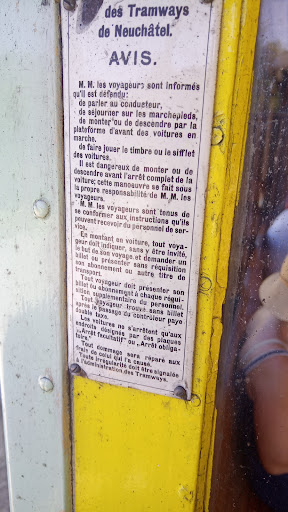 des Tramways
de Neuchâtel.
AVIS.
M. M. les voyageurs sont informés
qu'il est défendu:
de parler au conducteur,
de séjourner sur les marchepieds,
de monter ou de descendre par la
plateforme d'avant des voitures en
marche.
de faire jouer le timbre ou le sifflet
des voitures.
Il est dangereux de monter ou de
descendre avant l'arrêt complet de la
voiture; cette manœuvre se fait sous
la propre responsabilité de M. M. les
voyageurs.
M. M. les voyageurs sont tenus de
se conformer aux instructions qu'ils
peuvent recevoir du personnel de ser-
vice.
En montant en voiture, tout voya-
geur doit indiquer, sans y être invité,
le but de son voyage et demander un
billet ou présenter sans réquisition
son abonnement ou autre titre de
transport.
Tout voyageur doit présenter son
billet ou abonnement à chaque réqui-
sition supplémentaire du personnel.
Tout voyageur trouvé sans billet
après le passage du contrôleur paye
double taxe.
Les voitures ne s'arrêtent qu'aux
endroits désignés par des plaques
„Arrêt facultatif" ou „Arrêt obliga-
toire."
Tout dommage sera réparé aux
frais de celui qui l'a causé.
Toute irrégularité doit être signalée
à l'administration des Tramways.